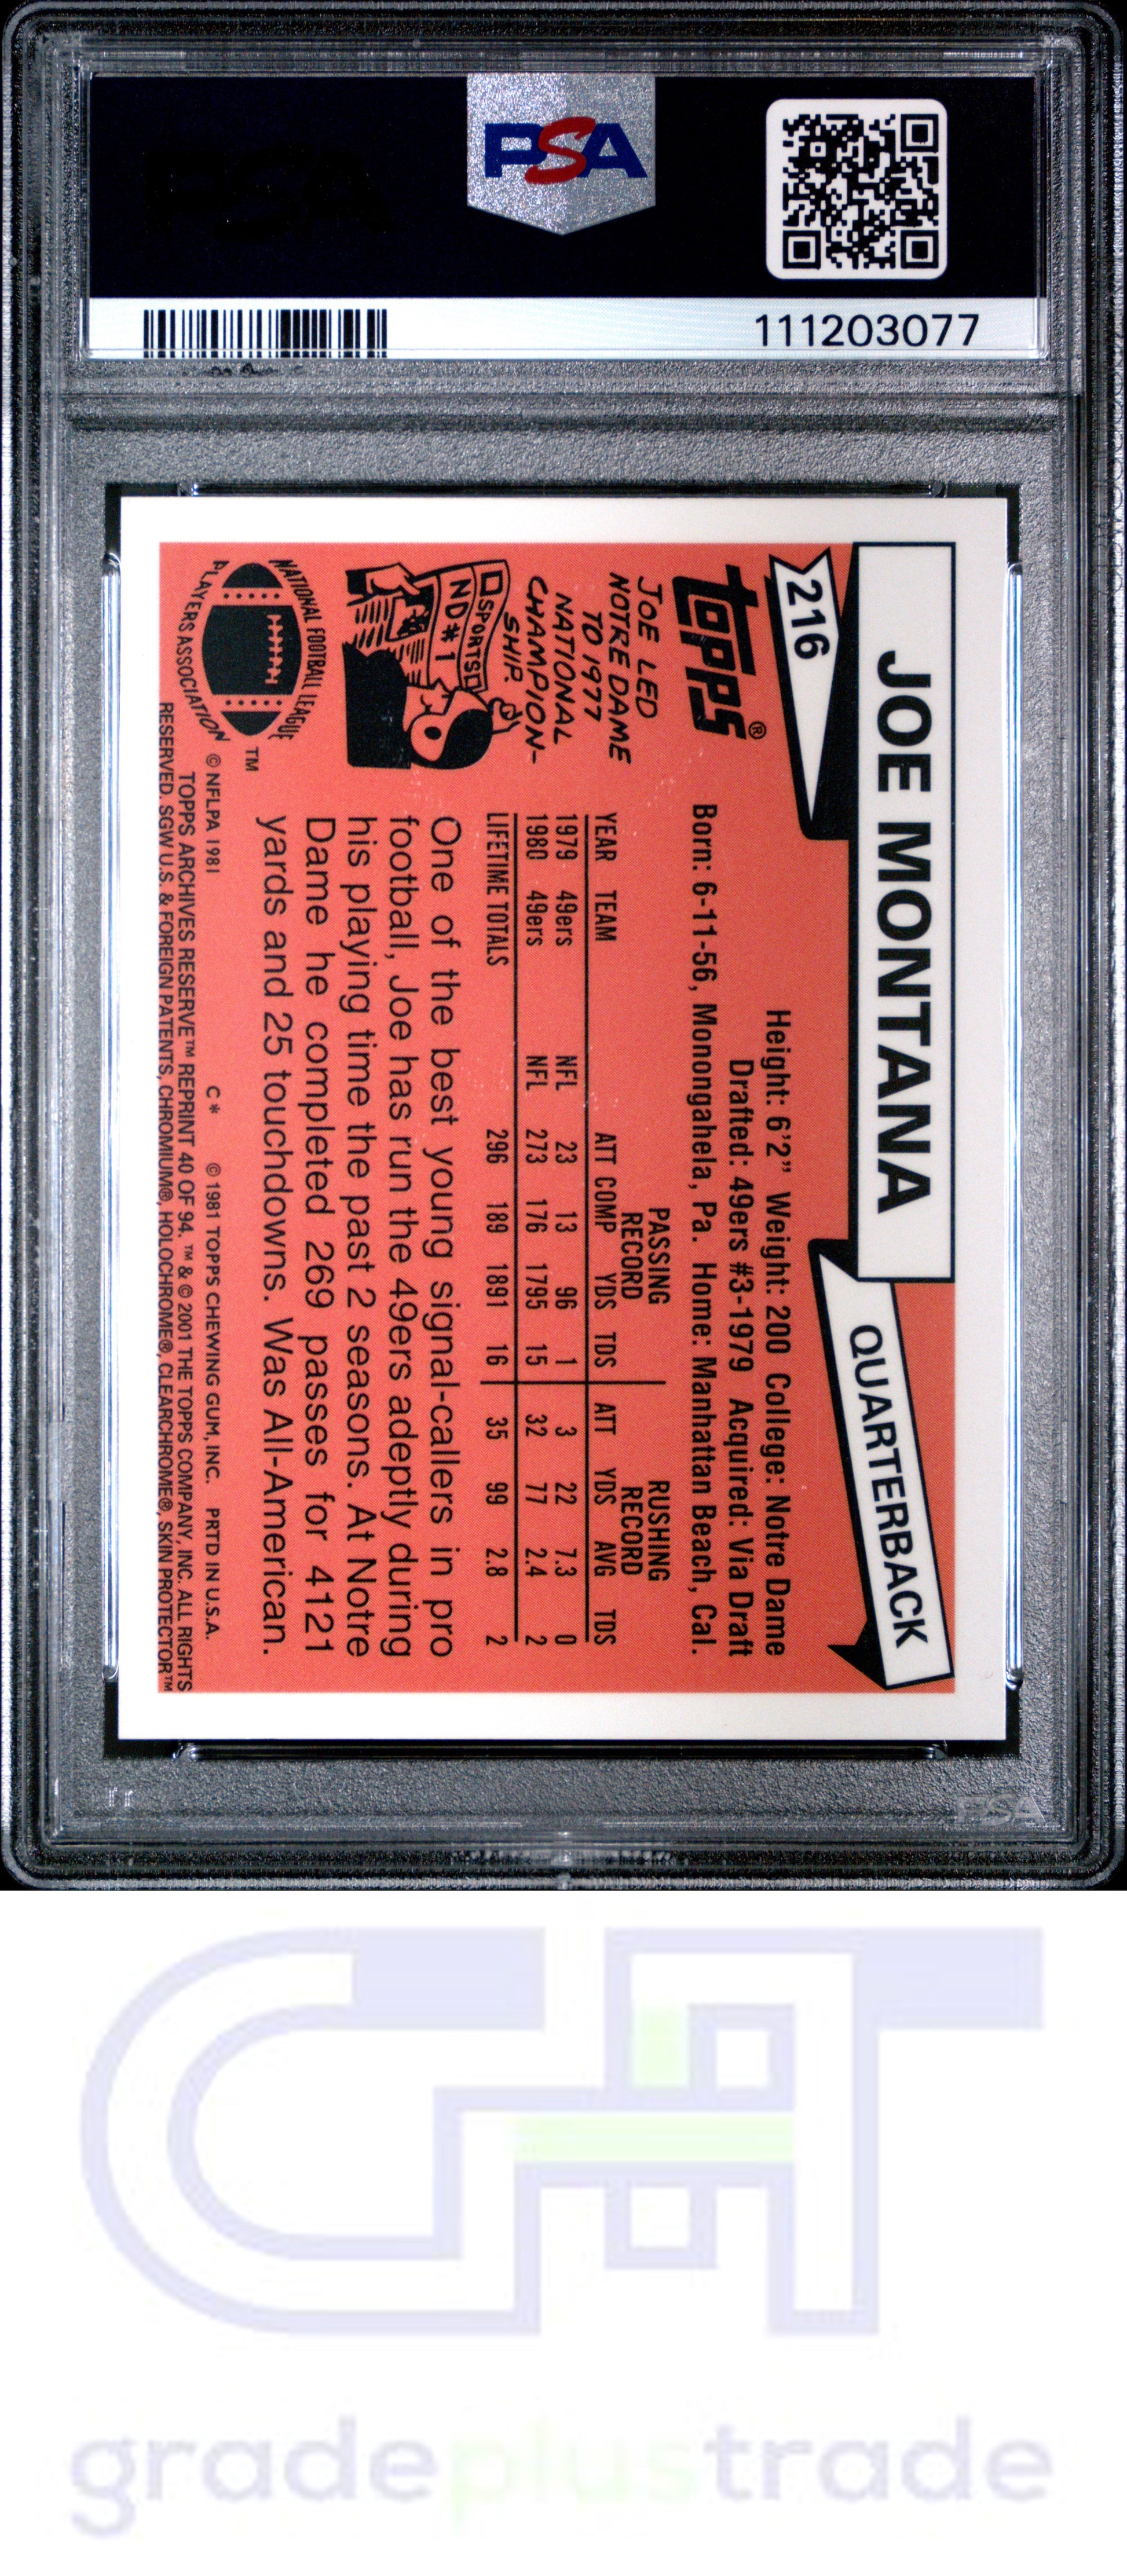 PSA
111203077
JOE MONTANA
QUARTERBACK
216
topps®
Height: 6'2" Weight: 200 College: Notre Dame
Drafted: 49ers #3-1979 Acquired: Via Draft
Born: 6-11-56, Monongahela, Pa. Home: Manhattan Beach, Cal.
JOE LED
NOTRE DAME
TO 1977
NATIONAL
CHAMPION-
SHIP.
SPORTS
ND #1
PASSING RECORD RUSHING RECORD
YEAR TEAM ATT COMP YDS TDS ATT YDS AVG TDS
1979 49ers NFL 23 13 96 1 3 22 7.3 0
1980 49ers NFL 273 176 1795 15 32 77 2.4 2
LIFETIME TOTALS 296 189 1891 16 35 99 2.8 2
One of the best young signal-callers in pro
football, Joe has run the 49ers adeptly during
his playing time the past 2 seasons. At Notre
Dame he completed 269 passes for 4121
yards and 25 touchdowns. Was All-American.
NATIONAL FOOTBALL LEAGUE
PLAYERS ASSOCIATION
TM
© NFLPA 1981 C* © 1981 TOPPS CHEWING GUM, INC. PRTD IN U.S.A.
TOPPS ARCHIVES RESERVE™ REPRINT 40 OF 94. ™ & © 2001 THE TOPPS COMPANY, INC. ALL RIGHTS
RESERVED. SGW U.S. & FOREIGN PATENTS, CHROMIUM®, HOLOCHROME®, CLEARCHROME®, SKIN PROTECTOR™
PSA
gradeplustrade